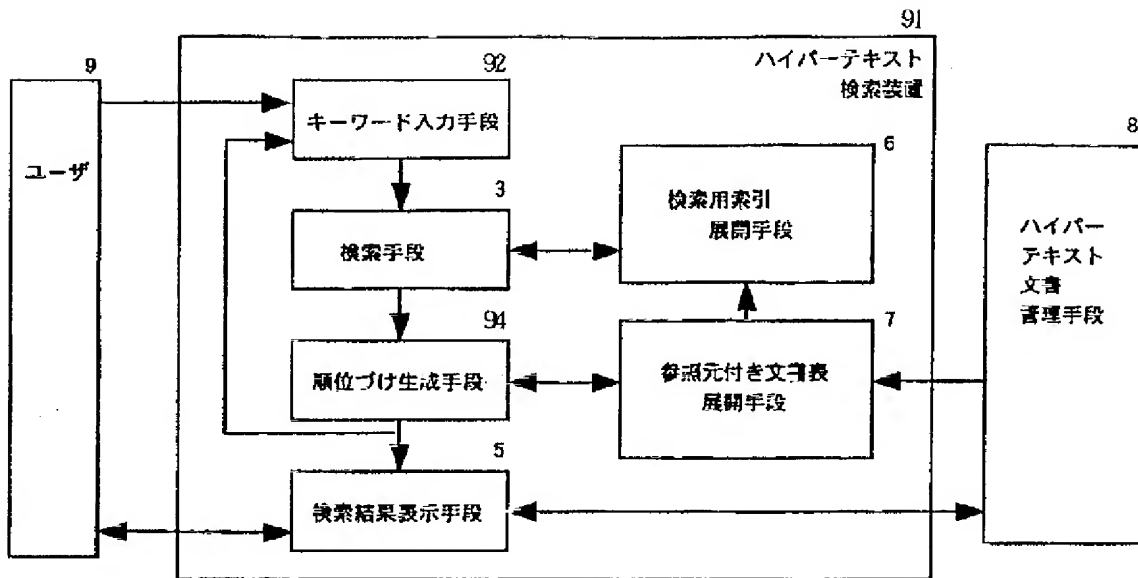 91
ハイパーテキスト
検索装置
9
ユーザ
92
キーワード入力手段
3
検索手段
94
順位づけ生成手段
5
検索結果表示手段
6
検索用索引
展開手段
7
参照元付き文書表
展開手段
8
ハイパー
テキスト
文書
管理手段